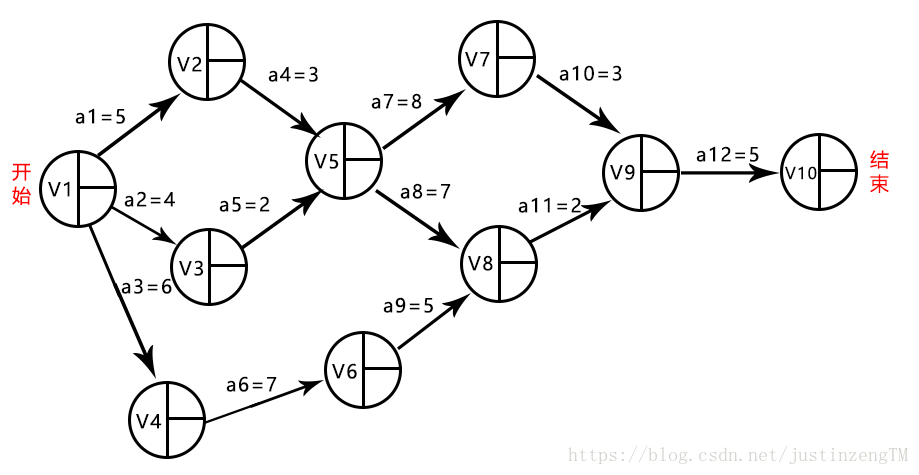 V2
a4=3
V7
a10=3
a1=5
a7=8
开始
V1
V5
V9
a12=5
V10
结束
a2=4
a5=2
a8=7
a11=2
V3
V8
a3=6
a9=5
V6
a6=7
V4
https://blog.csdn.net/justinzengTM